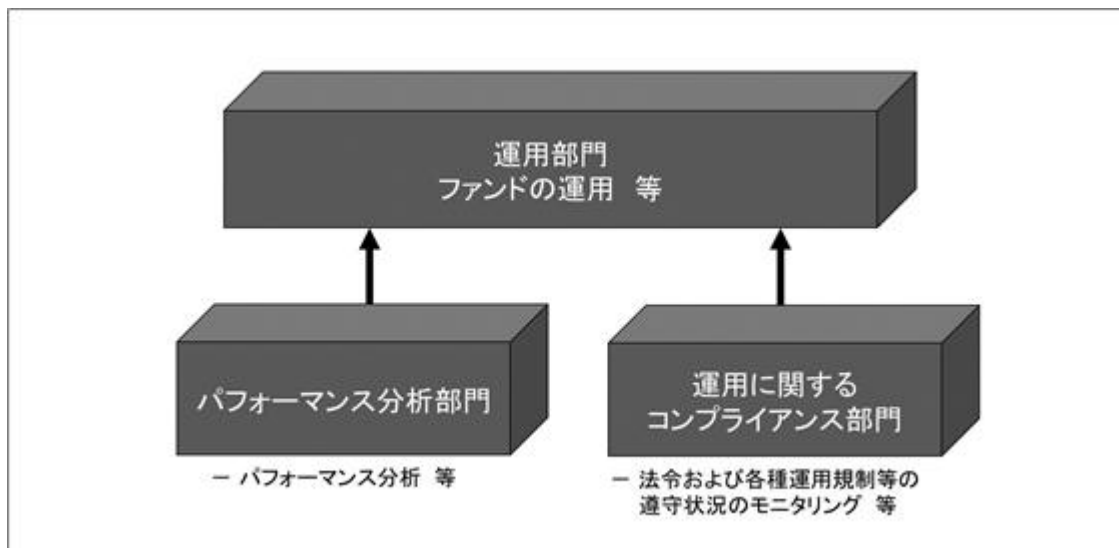 運用部門
ファンドの運用 等
パフォーマンス分析部門
－ パフォーマンス分析 等
運用に関する
コンプライアンス部門
－ 法令および各種運用規制等の
遵守状況のモニタリング 等